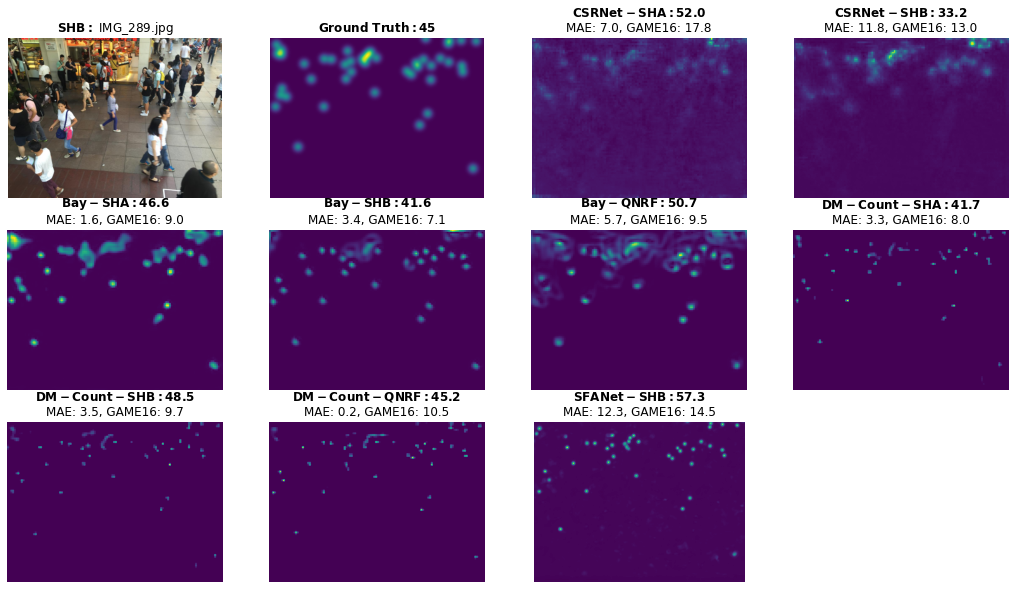 SHB: IMG_289.jpg
Ground Truth: 45
CSRNet − SHA: 52.0
MAE: 7.0, GAME16: 17.8
CSRNet − SHB: 33.2
MAE: 11.8, GAME16: 13.0
Bay − SHA: 46.6
MAE: 1.6, GAME16: 9.0
Bay − SHB: 41.6
MAE: 3.4, GAME16: 7.1
Bay − QNRF: 50.7
MAE: 5.7, GAME16: 9.5
DM − Count − SHA: 41.7
MAE: 3.3, GAME16: 8.0
DM − Count − SHB: 48.5
MAE: 3.5, GAME16: 9.7
DM − Count − QNRF: 45.2
MAE: 0.2, GAME16: 10.5
SFANet − SHB: 57.3
MAE: 12.3, GAME16: 14.5